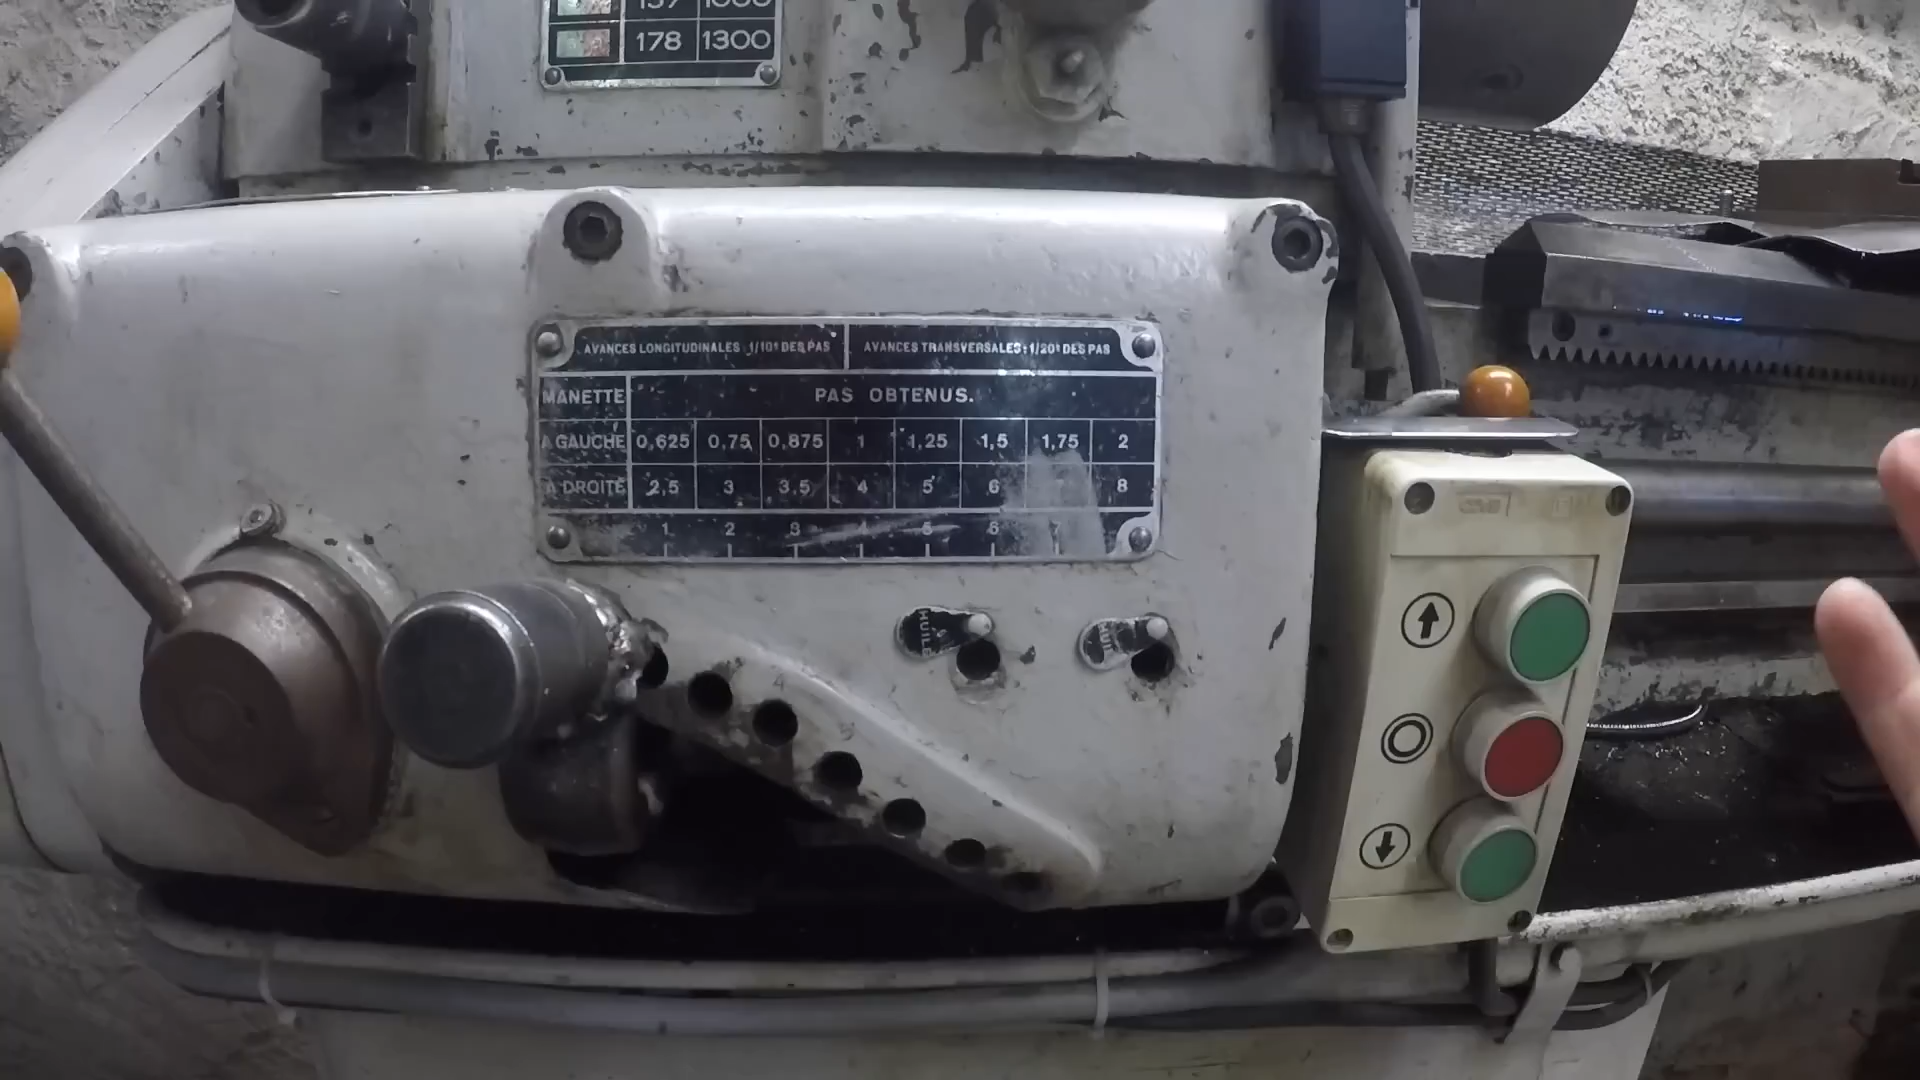 178 1300
AVANCES LONGITUDINALES 1/10e DES PAS
AVANCES TRANSVERSALES: 1/20e DES PAS
MANETTE PAS OBTENUS.
A GAUCHE 0,625 0,75 0,875 1 1,25 1,5 1,75 2
A DROITE 2,5 3 3,5 4 5 6 8
1 2 3 4 5 6
HUILE
HUILE